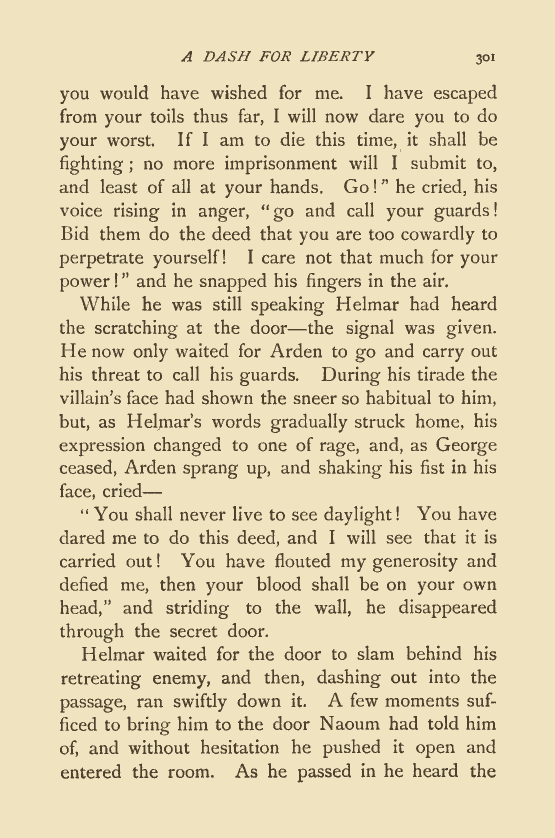 A DASH FOR LIBERTY 301
you would have wished for me. I have escaped
from your toils thus far, I will now dare you to do
your worst. If I am to die this time, it shall be
fighting ; no more imprisonment will I submit to,
and least of all at your hands. Go!” he cried, his
voice rising in anger, “go and call your guards!
Bid them do the deed that you are too cowardly to
perpetrate yourself! I care not that much for your
power!” and he snapped his fingers in the air.
While he was still speaking Helmar had heard
the scratching at the door—the signal was given.
He now only waited for Arden to go and carry out
his threat to call his guards. During his tirade the
villain’s face had shown the sneer so habitual to him,
but, as Helmar’s words gradually struck home, his
expression changed to one of rage, and, as George
ceased, Arden sprang up, and shaking his fist in his
face, cried—
“You shall never live to see daylight! You have
dared me to do this deed, and I will see that it is
carried out! You have flouted my generosity and
defied me, then your blood shall be on your own
head,” and striding to the wall, he disappeared
through the secret door.
Helmar waited for the door to slam behind his
retreating enemy, and then, dashing out into the
passage, ran swiftly down it. A few moments suf-
ficed to bring him to the door Naoum had told him
of, and without hesitation he pushed it open and
entered the room. As he passed in he heard the